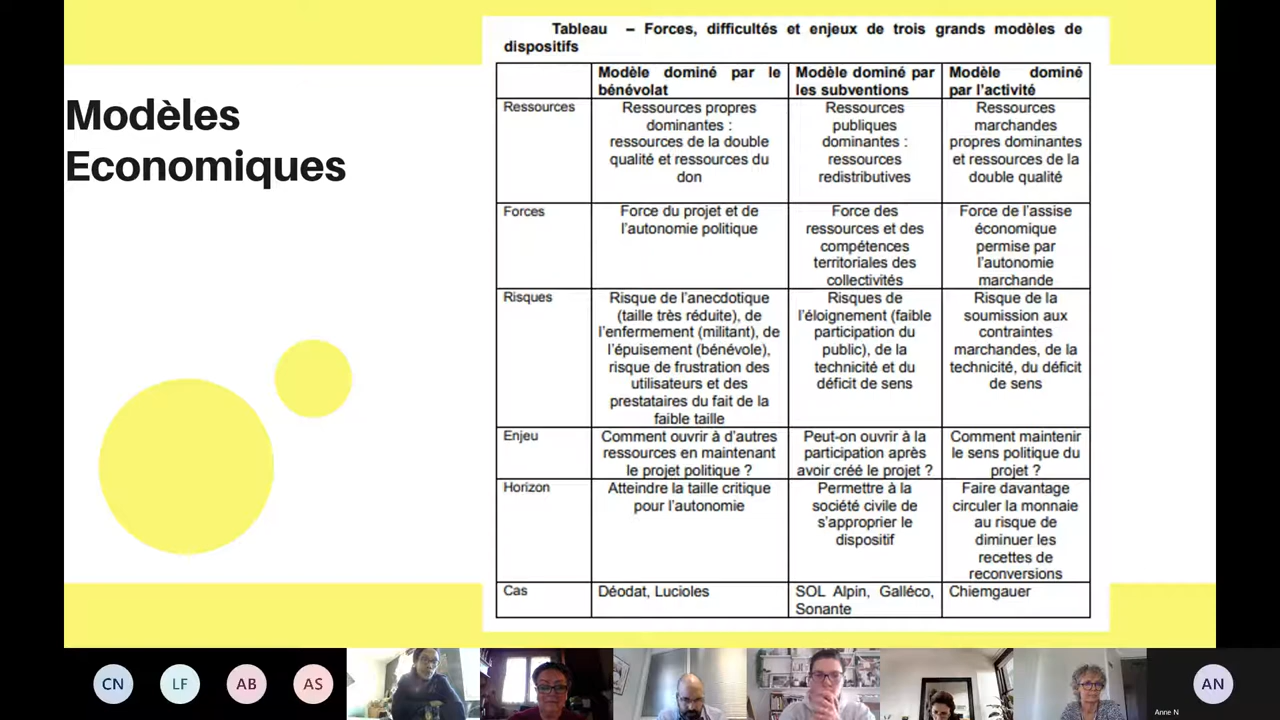 Modèles
Economiques
Tableau – Forces, difficultés et enjeux de trois grands modèles de
dispositifs
Modèle dominé par le
bénévolat
Modèle dominé par
les subventions
Modèle dominé
par l'activité
Ressources
Ressources propres
dominantes :
ressources de la double
qualité et ressources du
don
Ressources
publiques
dominantes :
ressources
redistributives
Ressources
marchandes
propres dominantes
et ressources de la
double qualité
Forces
Force du projet et de
l'autonomie politique
Force des
ressources et des
compétences
territoriales des
collectivités
Force de l'assise
économique
permise par
l'autonomie
marchande
Risques
Risque de l'anecdotique
(taille très réduite), de
l'enfermement (militant), de
l'épuisement (bénévole),
risque de frustration des
utilisateurs et des
prestataires du fait de la
faible taille
Risques de
l'éloignement (faible
participation du
public), de la
technicité et du
déficit de sens
Risque de la
soumission aux
contraintes
marchandes, de la
technicité, du déficit
de sens
Enjeu
Comment ouvrir à d'autres
ressources en maintenant
le projet politique ?
Peut-on ouvrir à la
participation après
avoir créé le projet ?
Comment maintenir
le sens politique du
projet ?
Horizon
Atteindre la taille critique
pour l'autonomie
Permettre à la
société civile de
s'approprier le
dispositif
Faire davantage
circuler la monnaie
au risque de
diminuer les
recettes de
reconversions
Cas
Déodat, Lucioles
SOL Alpin, Galléco,
Sonante
Chiemgauer
CN
LF
AB
AS
AN
Anne N